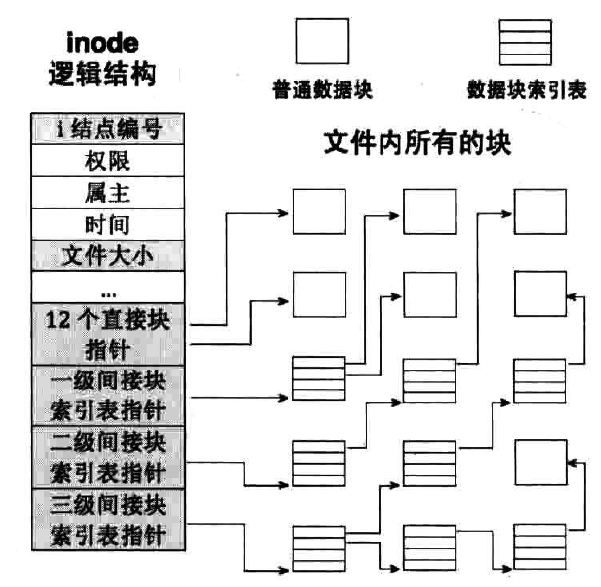 inode
逻辑结构
普通数据块
数据块索引表
文件内所有的块
i 结点编号
权限
属主
时间
文件大小
...
12 个直接块
指针
一级间接块
索引表指针
二级间接块
索引表指针
三级间接块
索引表指针